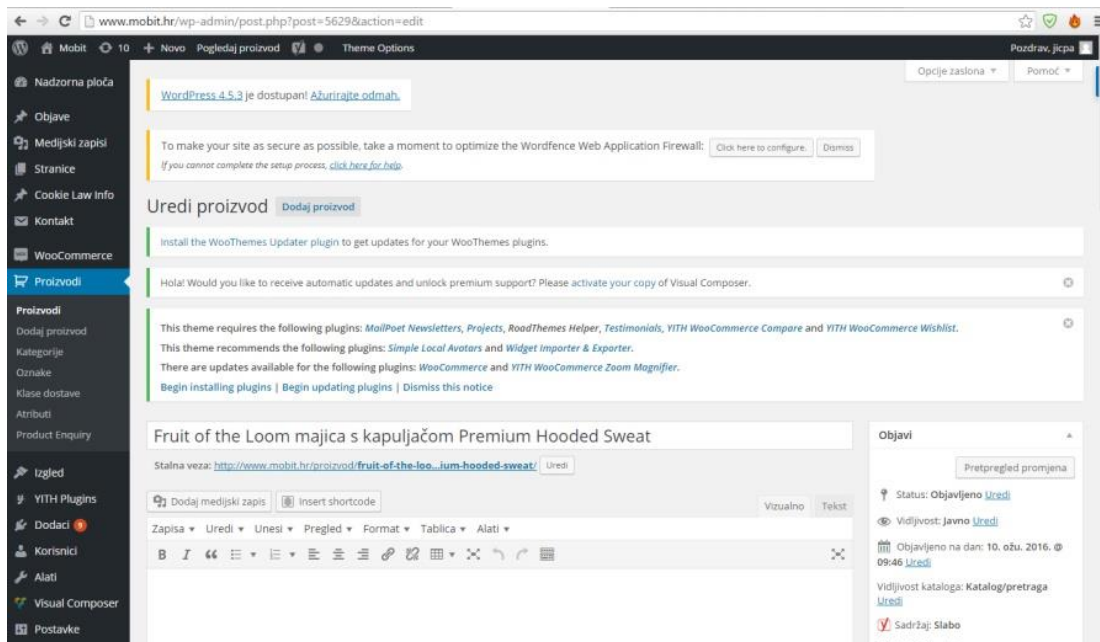 www.mobit.hr/wp-admin/post.php?post=5629&action=edit
Mobit 10 + Novo Pogledaj proizvod Theme Options Pozdrav, jicpa
Opcije zaslona Pomoć
Nadzorna ploča
Objave
Medijski zapisi
Stranice
Cookie Law Info
Kontakt
WooCommerce
Proizvodi
Proizvodi
Dodaj proizvod
Kategorije
Oznake
Klase dostave
Atributi
Product Enquiry
Izgled
YITH Plugins
Dodaci 9
Korisnici
Alati
Visual Composer
Postavke
WordPress 4.5.3 je dostupan! Ažurirajte odmah.
To make your site as secure as possible, take a moment to optimize the Wordfence Web Application Firewall: Click here to configure. Dismiss
If you cannot complete the setup process, click here for help.
Uredi proizvod Dodaj proizvod
Install the WooThemes Updater plugin to get updates for your WooThemes plugins.
Hola! Would you like to receive automatic updates and unlock premium support? Please activate your copy of Visual Composer.
This theme requires the following plugins: MailPoet Newsletters, Projects, RoadThemes Helper, Testimonials, YITH WooCommerce Compare and YITH WooCommerce Wishlist.
This theme recommends the following plugins: Simple Local Avatars and Widget Importer & Exporter.
There are updates available for the following plugins: WooCommerce and YITH WooCommerce Zoom Magnifier.
Begin installing plugins | Begin updating plugins | Dismiss this notice
Fruit of the Loom majica s kapuljačom Premium Hooded Sweat
Stalna veza: http://www.mobit.hr/proizvod/fruit-of-the-loo...ium-hooded-sweat/ Uredi
Dodaj medijski zapis Insert shortcode
Vizualno Tekst
Zapisa Uredi Unesi Pregled Format Tablica Alati
B I
Objavi
Pretpregled promjena
Status: Objavljeno Uredi
Vidljivost: Javno Uredi
Objavljeno na dan: 10. ožu. 2016. @
09:46 Uredi
Vidljivost kataloga: Katalog/pretraga
Uredi
Sadržaj: Slabo